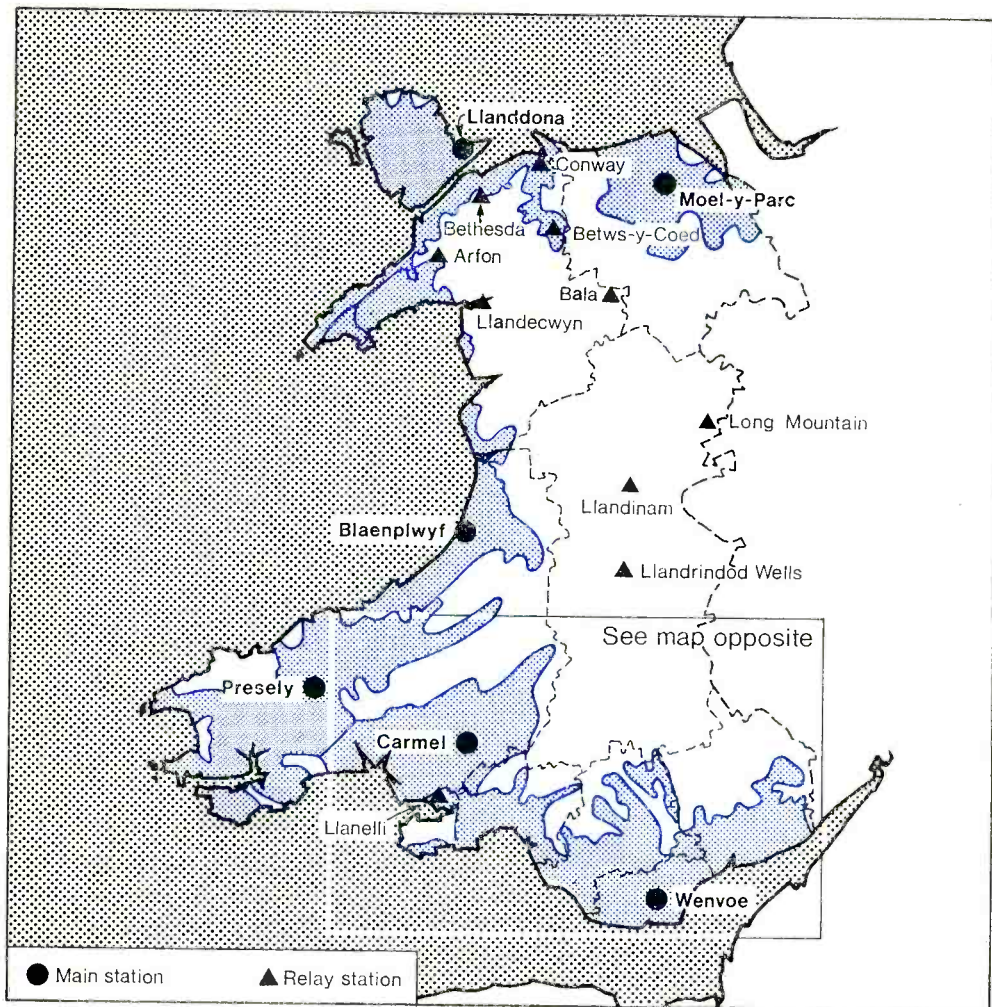 Llanddona
Conway
Moel-y-Parc
Bethesda
Betws-y-Coed
Arfon
Bala
Llandecwyn
Long Mountain
Llandinam
Blaenplwyf
Llandrindod Wells
See map opposite
Presely
Carmel
Llanelli
Wenvoe
Main station
Relay station